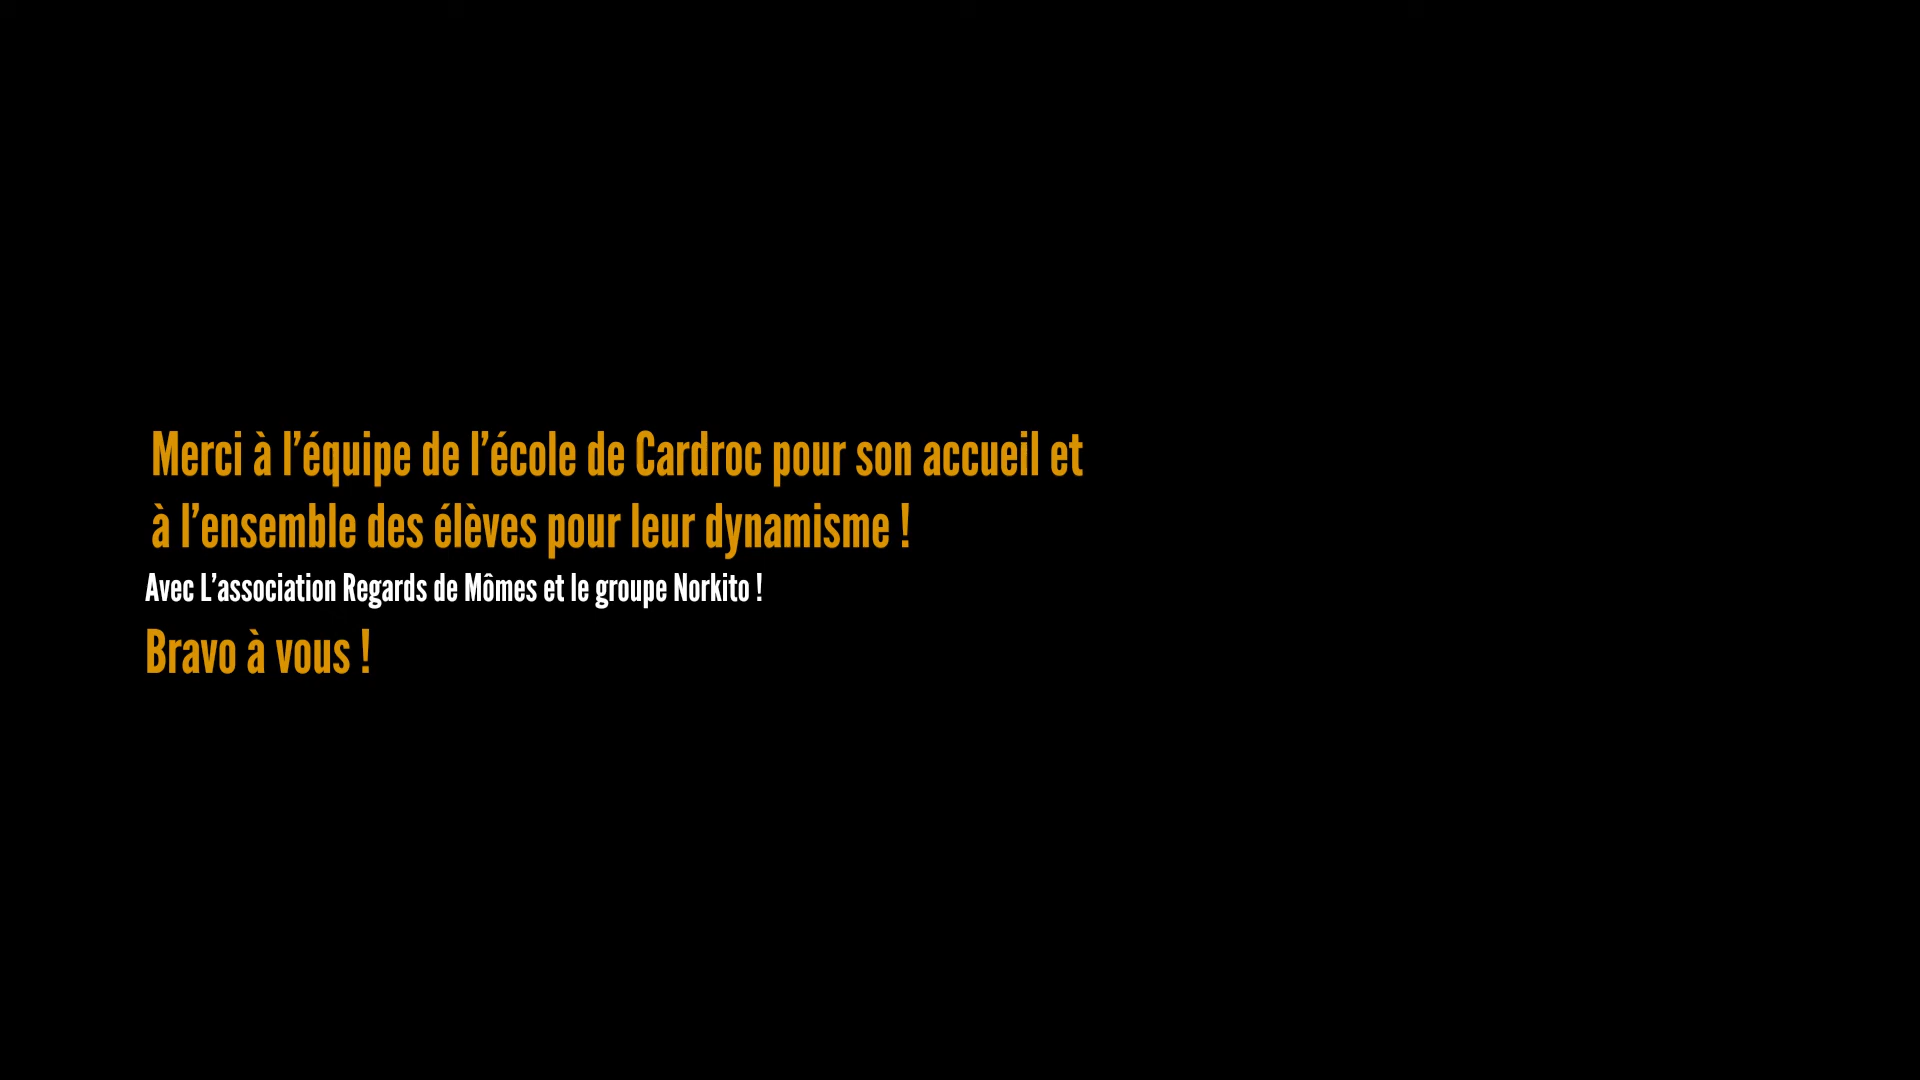 Merci à l’équipe de l’école de Cardroc pour son accueil et
à l’ensemble des élèves pour leur dynamisme !
Avec L’association Regards de Mômes et le groupe Norkito !
Bravo à vous !